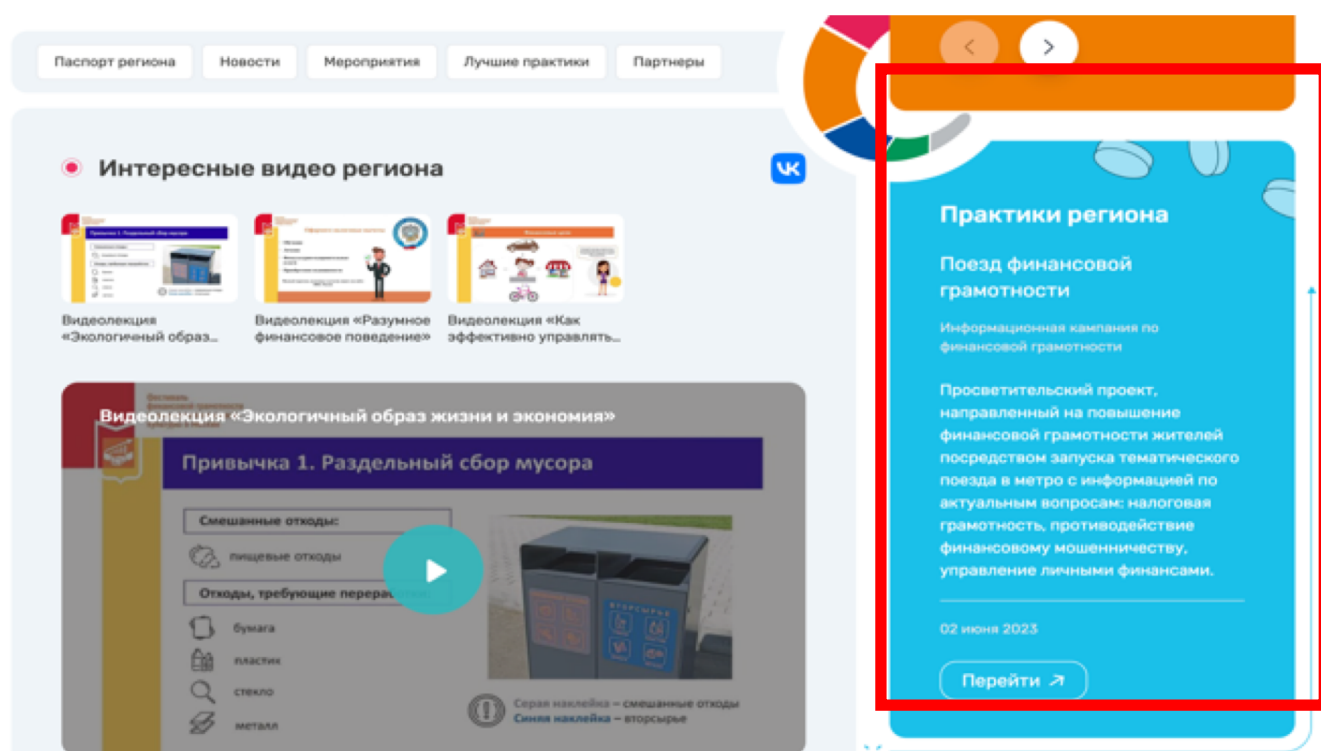 Паспорт региона
Новости
Мероприятия
Лучшие практики
Партнеры
Интересные видео региона
Видеолекция
«Экологичный образ…
Видеолекция «Разумное
финансовое поведение»
Видеолекция «Как
эффективно управлять…
Видеолекция «Экологичный образ жизни и экономия»
Привычка 1. Раздельный сбор мусора
Смешанные отходы:
пищевые отходы
Отходы, требующие
бумага
пластик
стекло
металл
ВТОРСЫРЬЕ
Серая наклейка – смешанные отходы
Синяя наклейка – вторсырье
Практики региона
Поезд финансовой
грамотности
Информационная кампания по
финансовой грамотности
Просветительский проект,
направленный на повышение
финансовой грамотности жителей
посредством запуска тематического
поезда в метро с информацией по
актуальным вопросам: налоговая
грамотность, противодействие
финансовому мошенничеству,
управление личными финансами.
02 июня 2023
Перейти